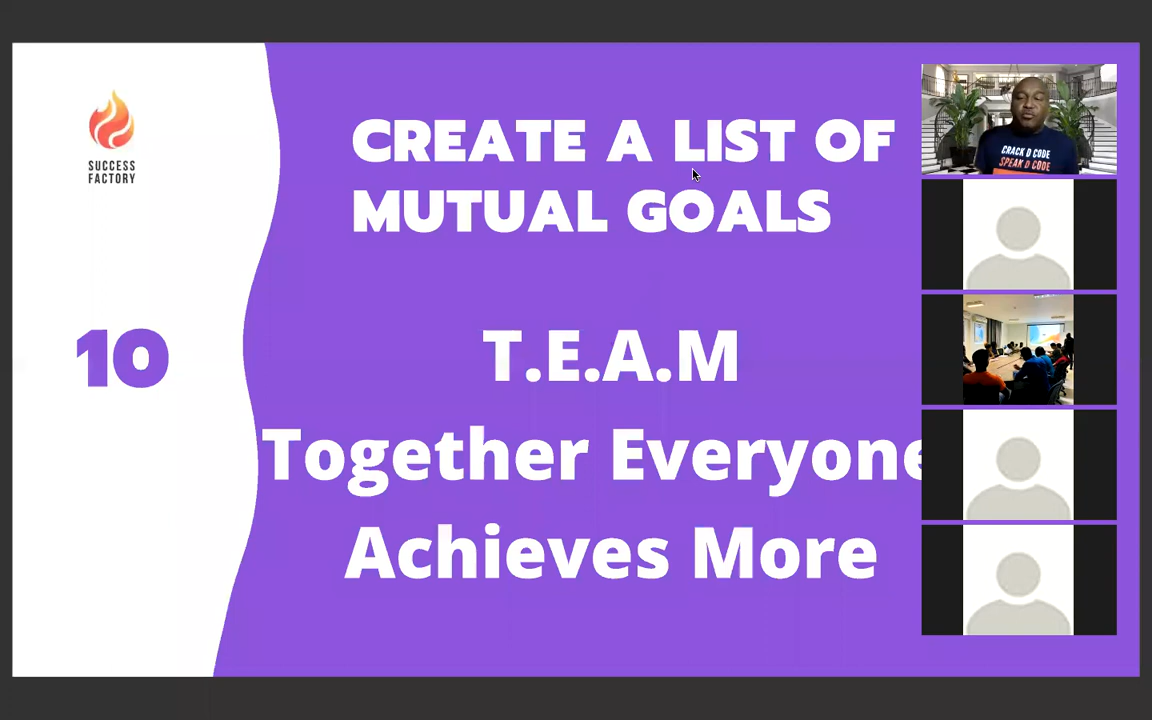 SUCCESS
FACTORY
10
CREATE A LIST OF
MUTUAL GOALS
T.E.A.M
Together Everyone
Achieves More
CRACK D CODE
SPEAK D CODE